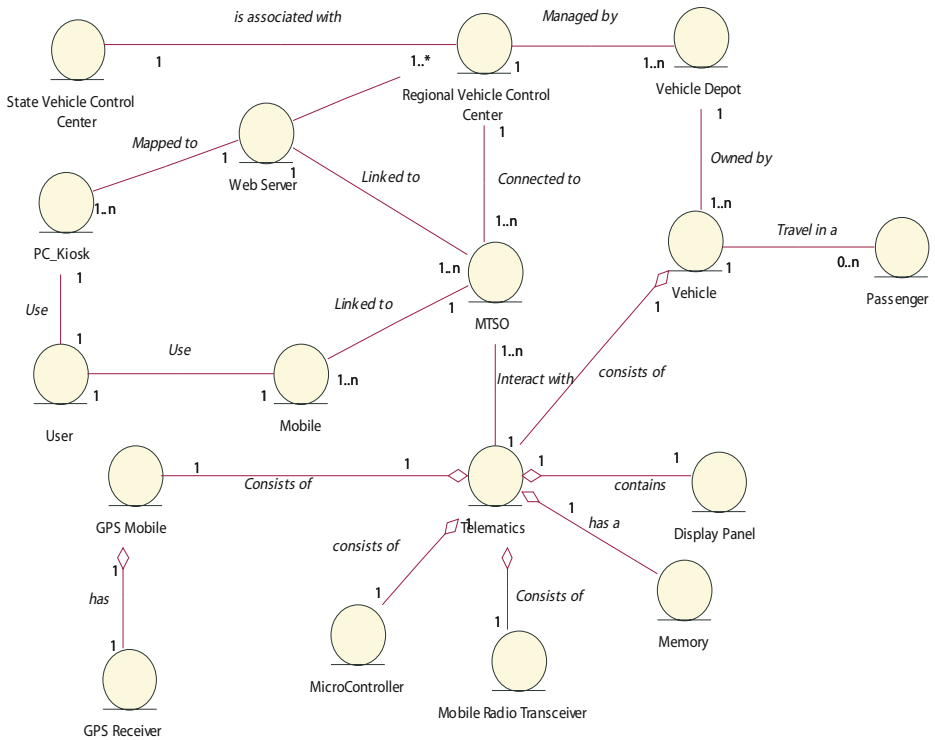 is associated with
Managed by
1
1..*
1
1..n
State Vehicle Control
Center
Regional Vehicle Control
Center
Vehicle Depot
Mapped to
1
1
Web Server
Linked to
1
Connected to
1
Owned by
1..n
PC_Kiosk
1..n
1..n
1..n
Travel in a
0..n
1
Vehicle
Passenger
1
Use
1
Linked to
1
MTSO
1
Use
1
1
1..n
1..n
Interact with
consists of
User
Mobile
1
1
1
Consists of
1
1
contains
GPS Mobile
Telematics
Display Panel
1
consists of
1
has a
1
has
1
1
Consists of
1
Memory
MicroController
Mobile Radio Transceiver
GPS Receiver